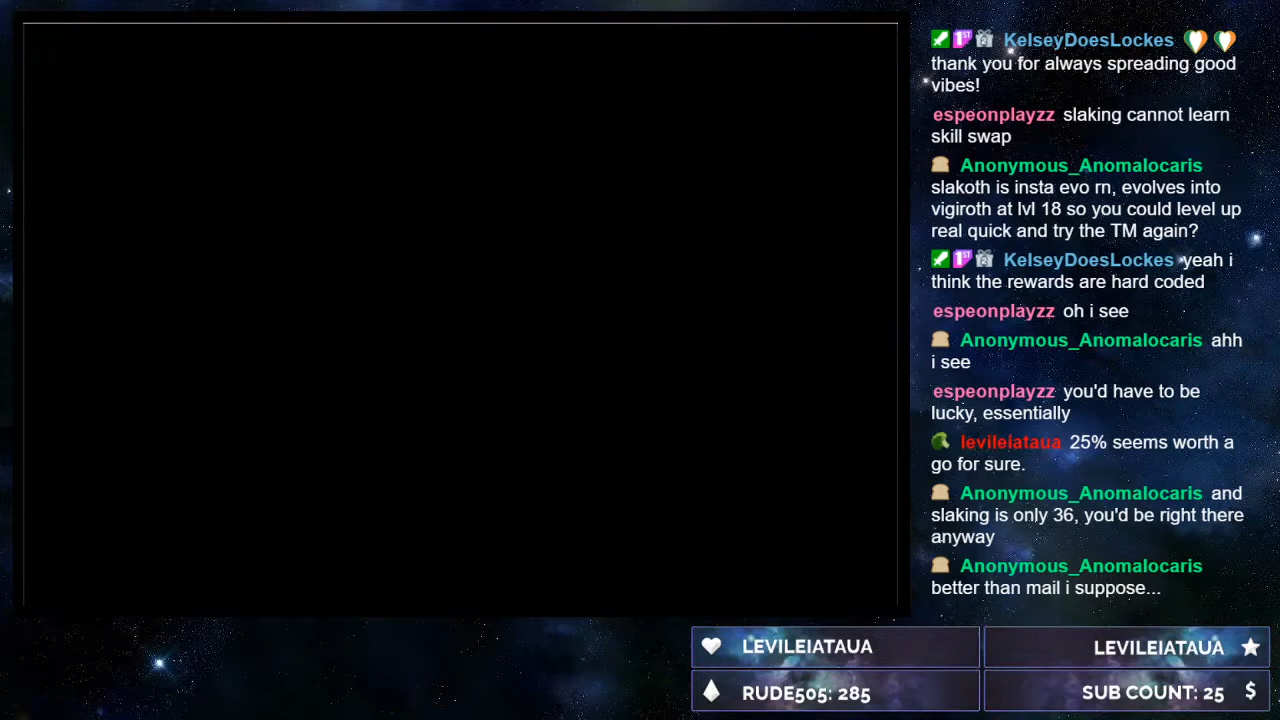 KelseyDoesLockes
thank you for always spreading good
vibes!
espeonplayzz slaking cannot learn
skill swap
Anonymous_Anomalocaris
slakoth is insta evo rn, evolves into
vigiroth at lvl 18 so you could level up
real quick and try the TM again?
KelseyDoesLockes yeah i
think the rewards are hard coded
espeonplayzz oh i see
Anonymous_Anomalocaris ahh
i see
espeonplayzz you'd have to be
lucky, essentially
levileiataua 25% seems worth a
go for sure.
Anonymous_Anomalocaris and
slaking is only 36, you'd be right there
anyway
Anonymous_Anomalocaris
better than mail i suppose...
LEVILEIATAUA
LEVILEIATAUA
RUDE505: 285
SUB COUNT: 25 $